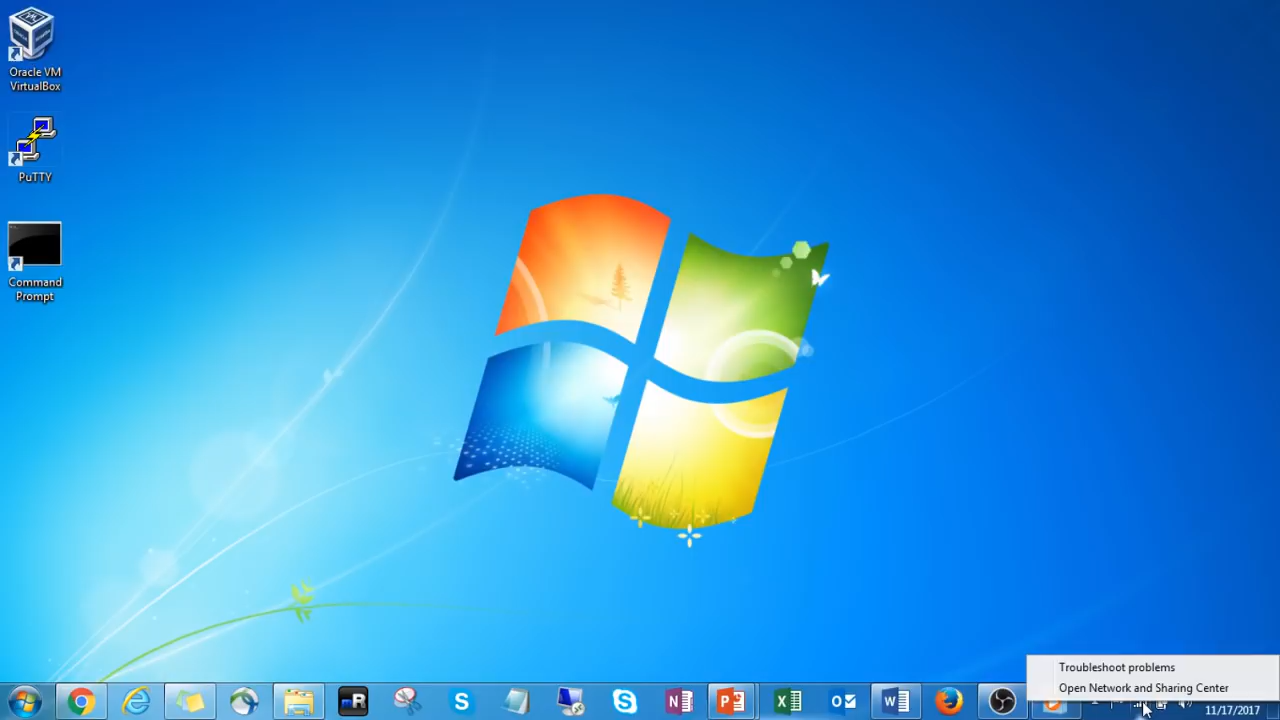 Oracle VM
VirtualBox
PuTTY
Command
Prompt
Troubleshoot problems
Open Network and Sharing Center
11/17/2017